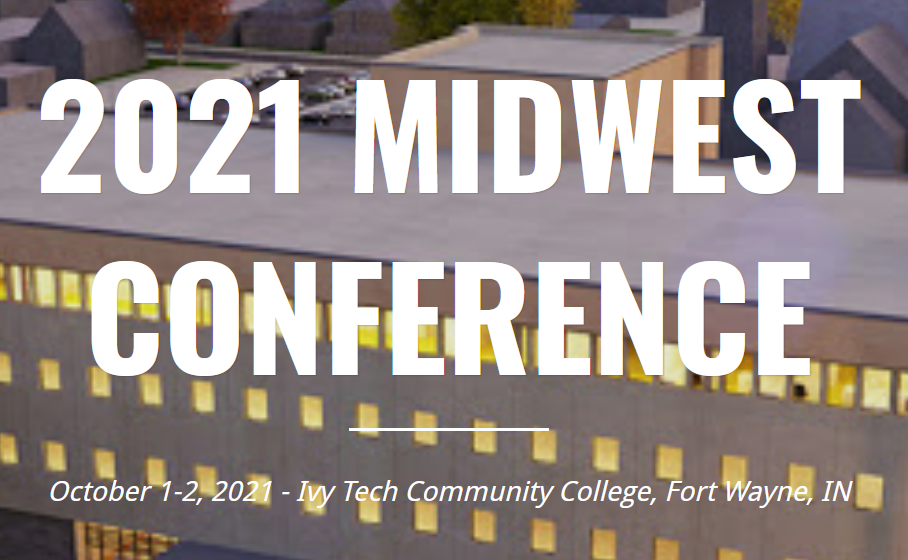 2021 MIDWEST
CONFERENCE
October 1-2, 2021 - Ivy Tech Community College, Fort Wayne, IN